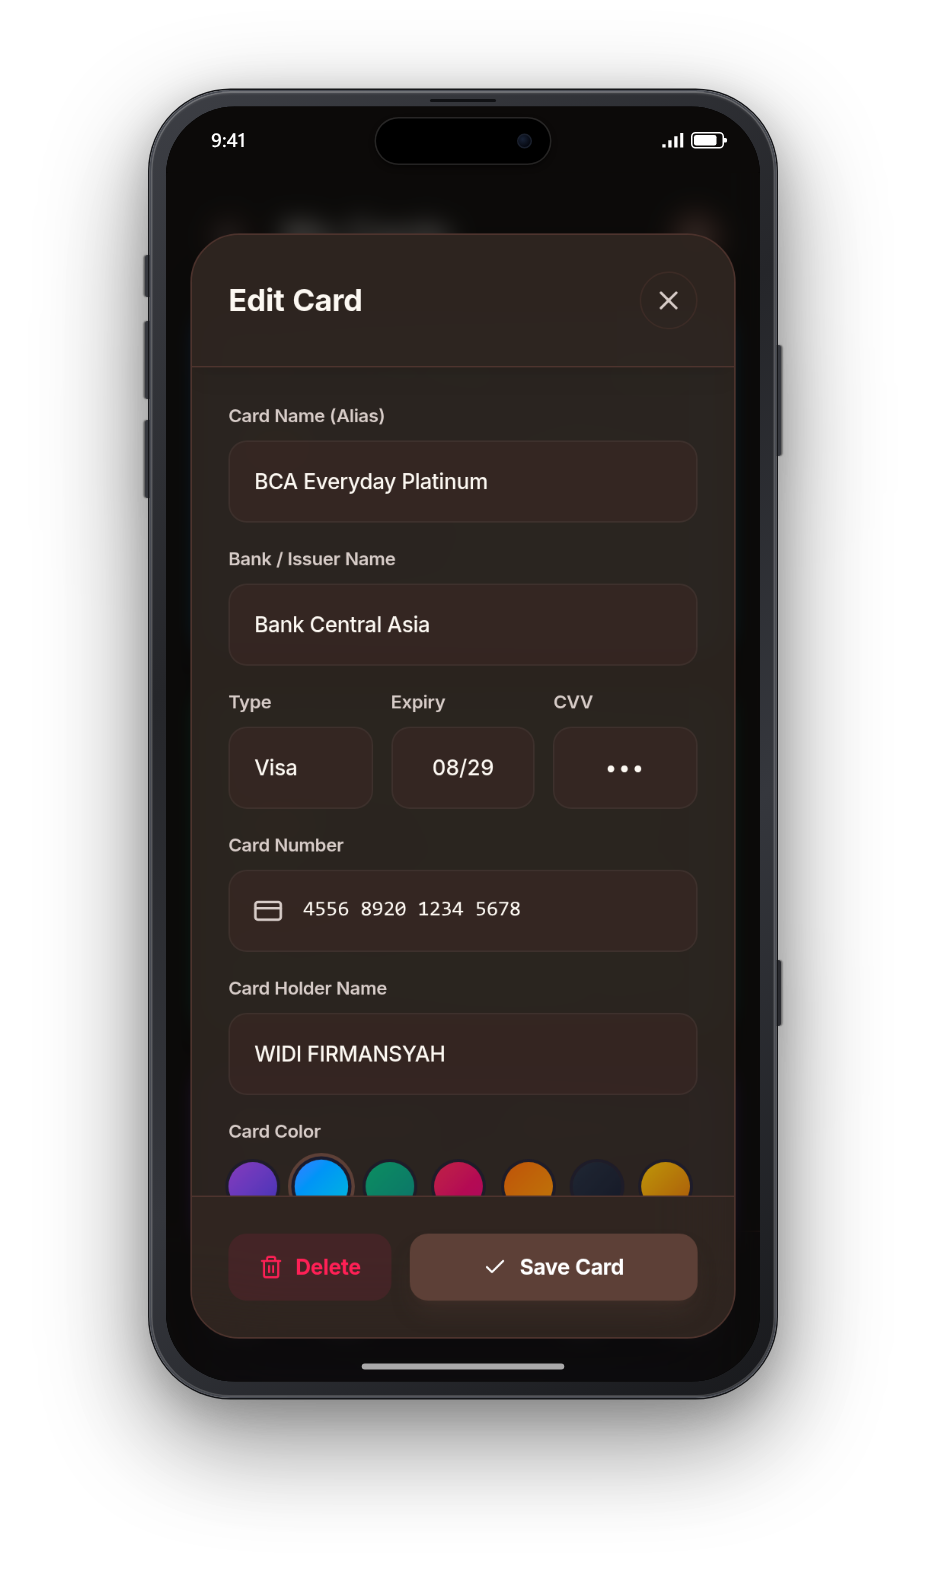 9:41
Edit Card
Card Name (Alias)
BCA Everyday Platinum
Bank / Issuer Name
Bank Central Asia
Type Expiry CVV
Visa 08/29 •••
Card Number
4556 8920 1234 5678
Card Holder Name
WIDI FIRMANSYAH
Card Color
Delete Save Card